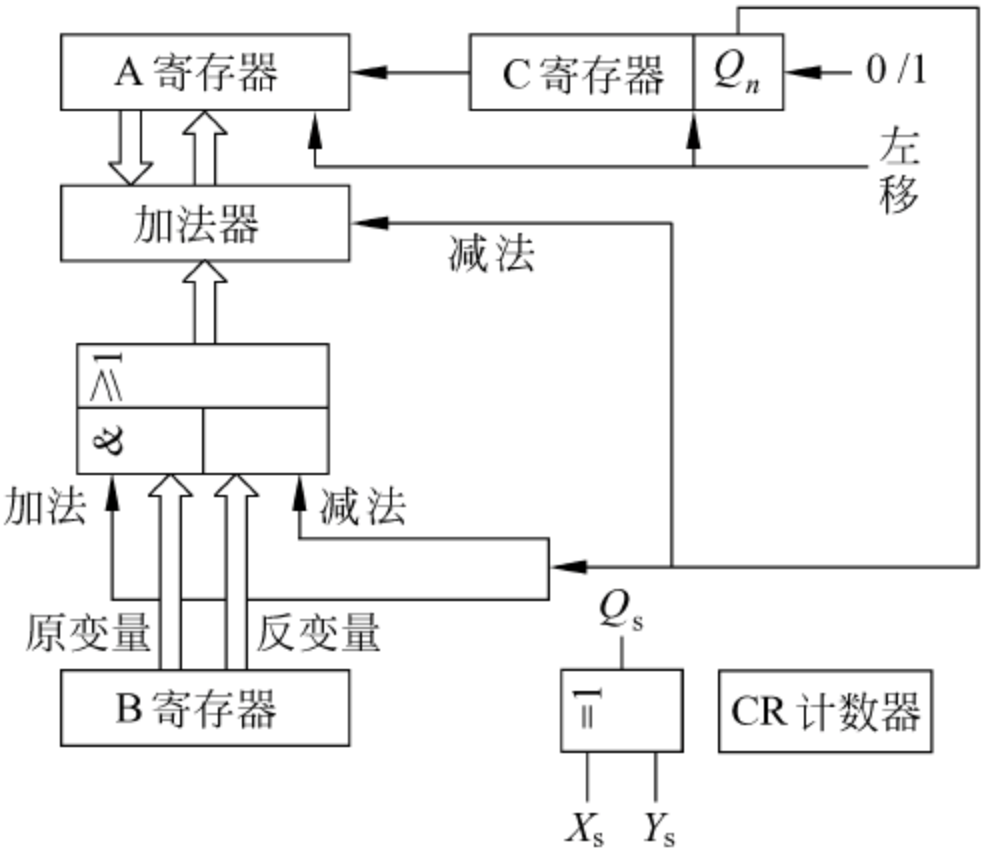 A 寄存器
C 寄存器
Qn
0 /1
左
移
加法器
减法
≥1
&
加法
减法
原变量
反变量
B 寄存器
Qs
=1
CR 计数器
Xs
Ys